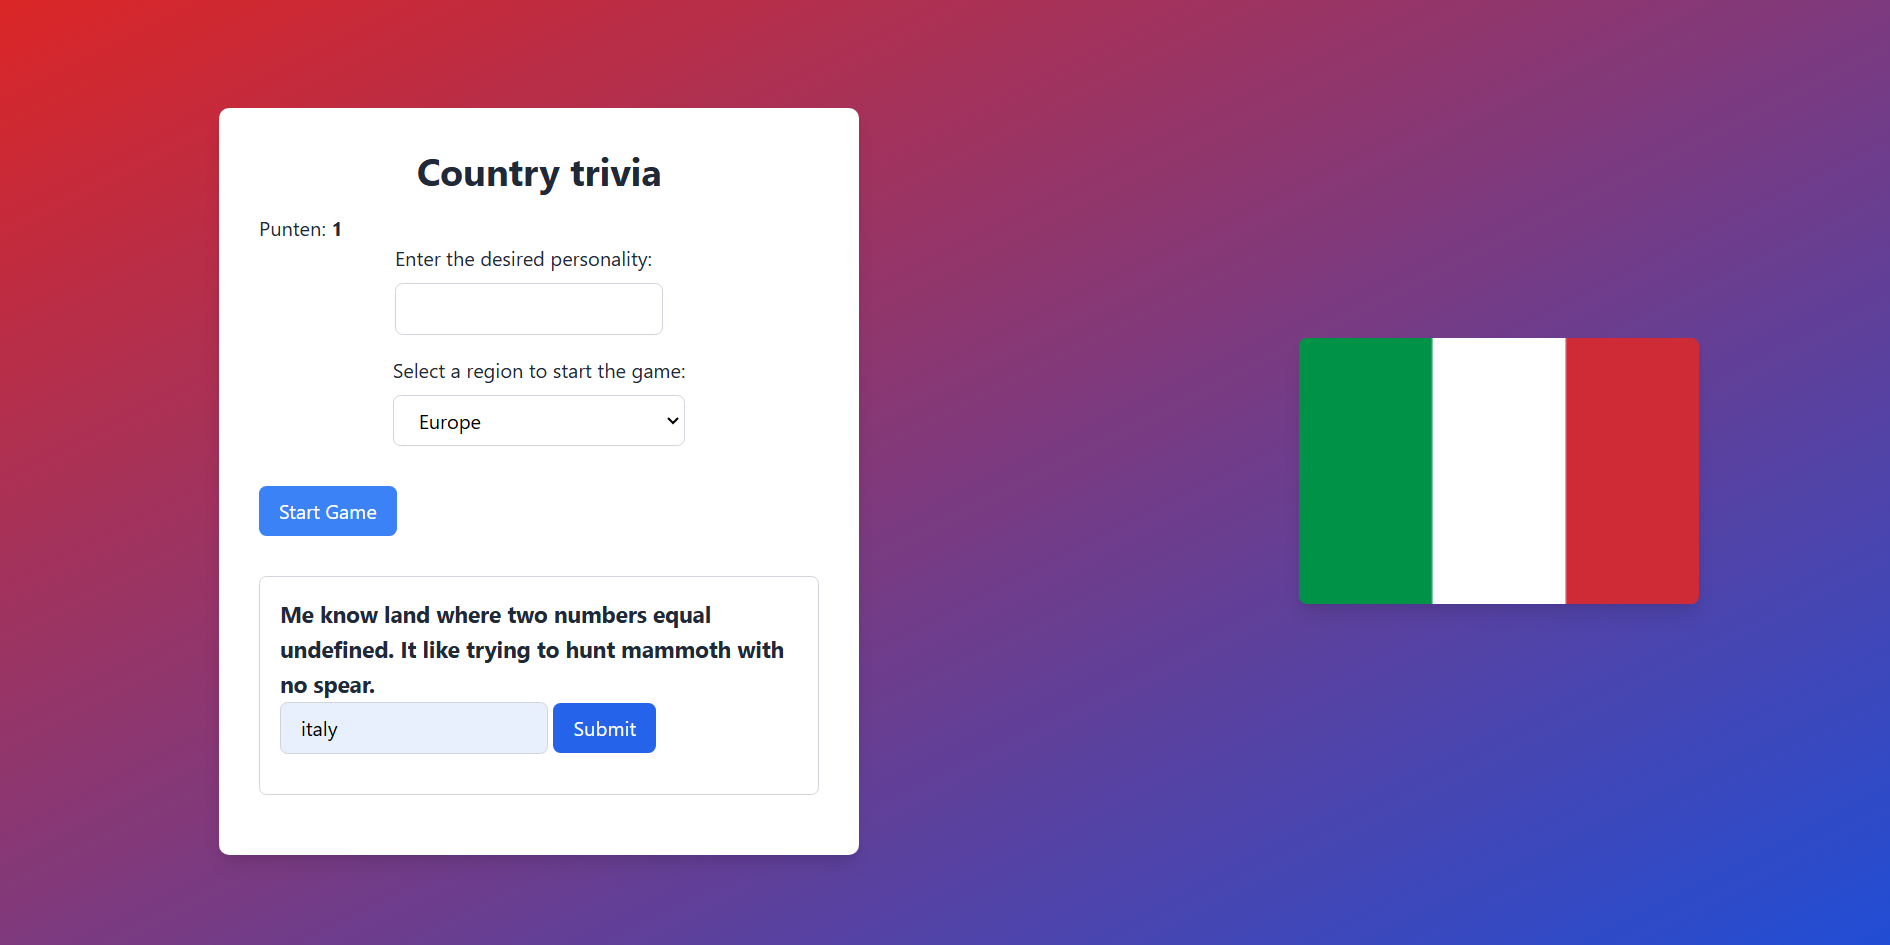 Country trivia
Punten: 1
Enter the desired personality:
Select a region to start the game:
Europe
Start Game
Me know land where two numbers equal
undefined. It like trying to hunt mammoth with
no spear.
italy
Submit